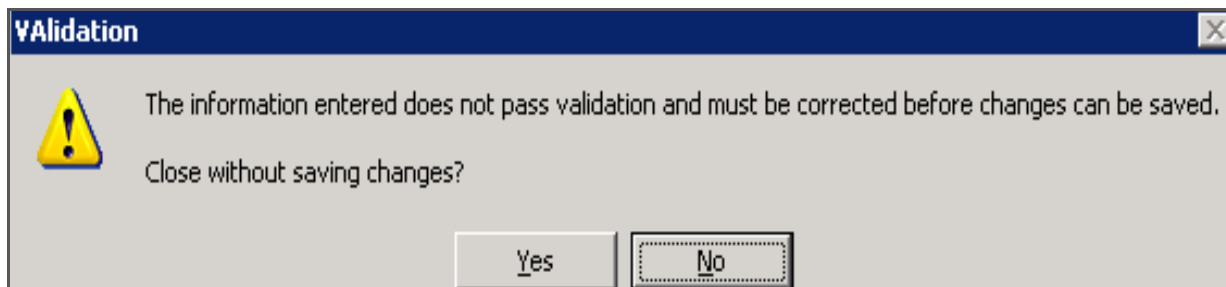 VAlidation
The information entered does not pass validation and must be corrected before changes can be saved.
Close without saving changes?
Yes No